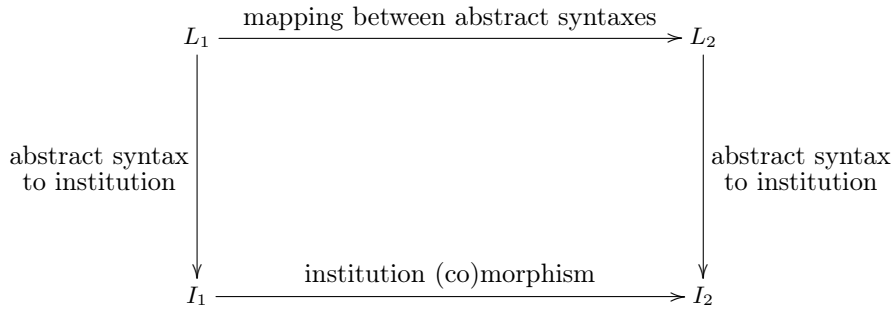 mapping between abstract syntaxes
L₁ L₂
abstract syntax abstract syntax
to institution to institution
institution (co)morphism
I₁ I₂